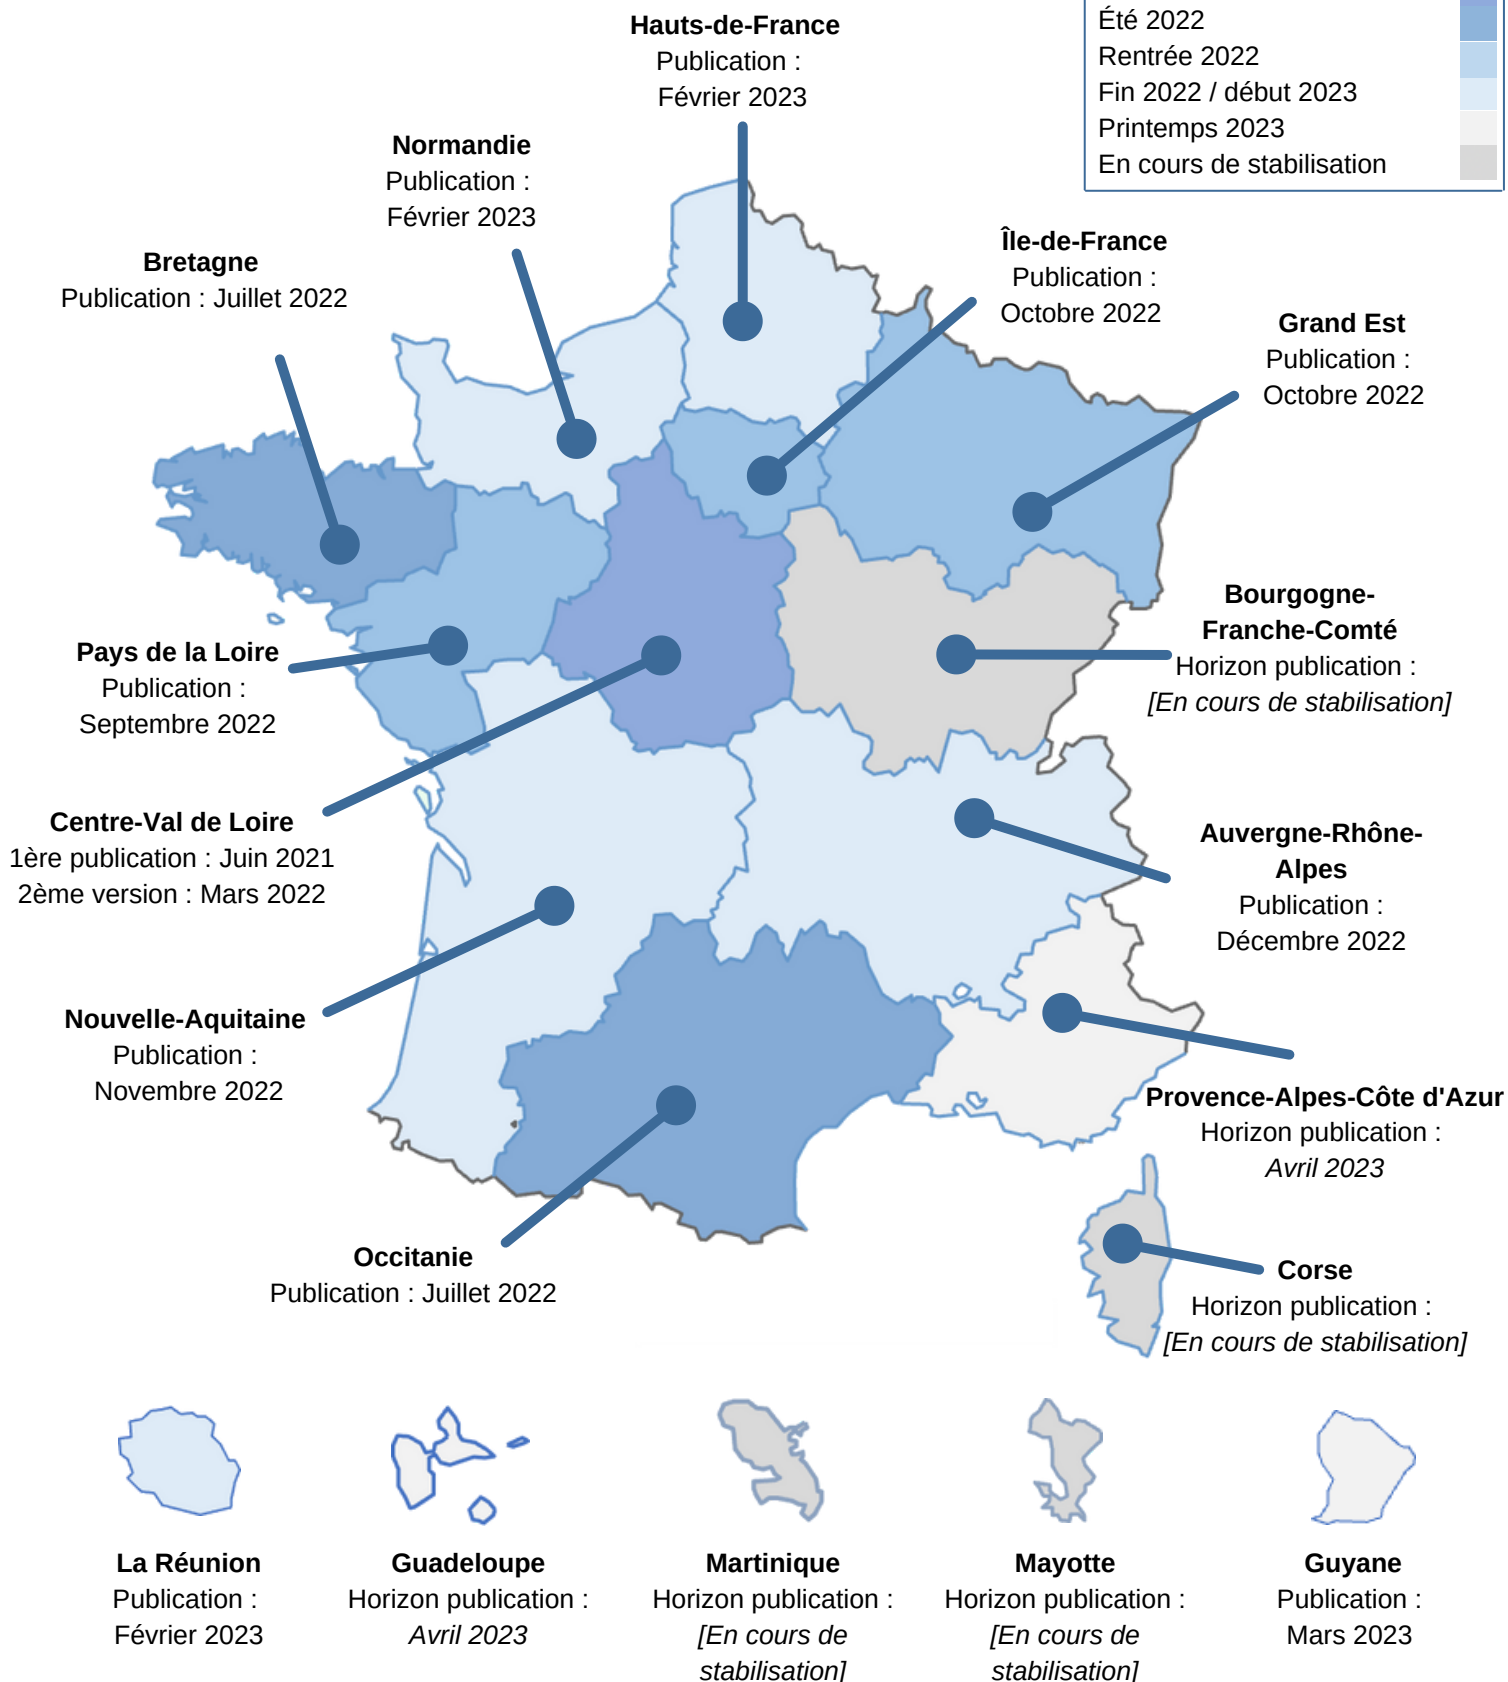 Hauts-de-France
Publication :
Février 2023
Été 2022
Rentrée 2022
Fin 2022 / début 2023
Printemps 2023
En cours de stabilisation
Normandie
Publication :
Février 2023
Bretagne
Publication : Juillet 2022
Île-de-France
Publication :
Octobre 2022
Grand Est
Publication :
Octobre 2022
Bourgogne-
Franche-Comté
Horizon publication :
[En cours de stabilisation]
Pays de la Loire
Publication :
Septembre 2022
Centre-Val de Loire
1ère publication : Juin 2021
2ème version : Mars 2022
Auvergne-Rhône-
Alpes
Publication :
Décembre 2022
Nouvelle-Aquitaine
Publication :
Novembre 2022
Provence-Alpes-Côte d'Azur
Horizon publication :
Avril 2023
Occitanie
Publication : Juillet 2022
Corse
Horizon publication :
[En cours de stabilisation]
La Réunion
Publication :
Février 2023
Guadeloupe
Horizon publication :
Avril 2023
Martinique
Horizon publication :
[En cours de
stabilisation]
Mayotte
Horizon publication :
[En cours de
stabilisation]
Guyane
Publication :
Mars 2023